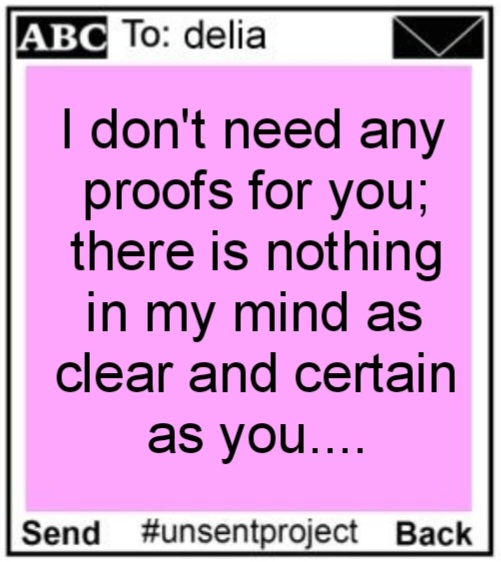 ABC To: delia
I don't need any
proofs for you;
there is nothing
in my mind as
clear and certain
as you....
Send #unsentproject Back